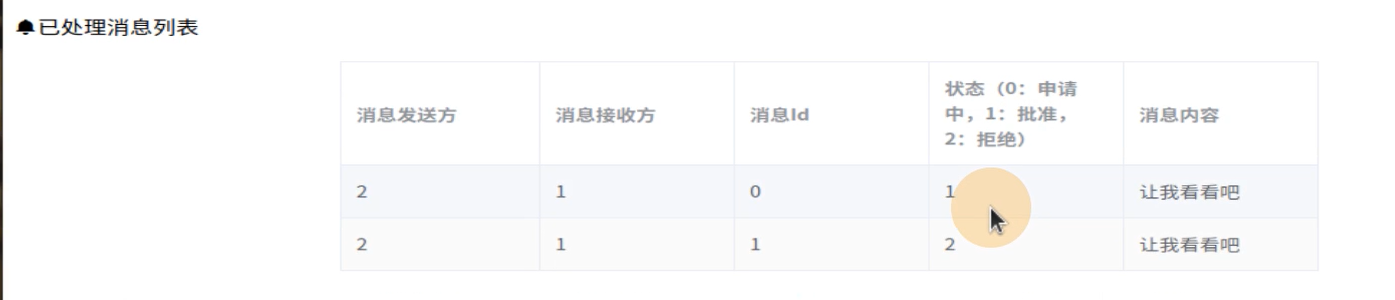 已处理消息列表
消息发送方 消息接收方 消息Id 状态（0：申请中，1：批准，2：拒绝） 消息内容
2 1 0 1 让我看看吧
2 1 1 2 让我看看吧